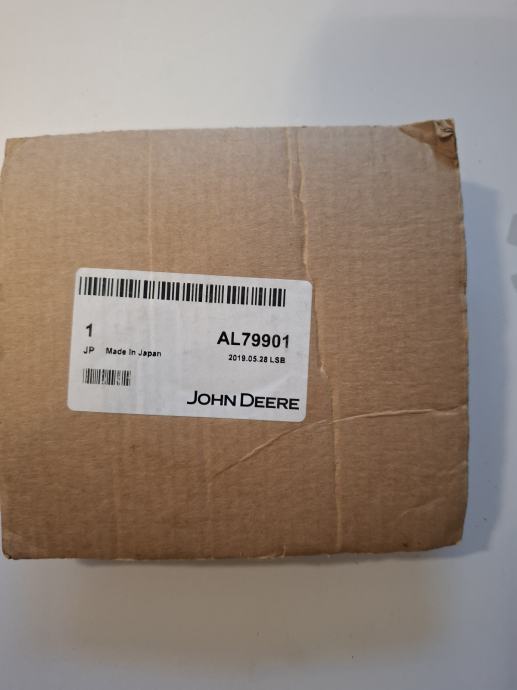 1 AL79901
JP Made In Japan 2019.05.28 LSB
JOHN DEERE